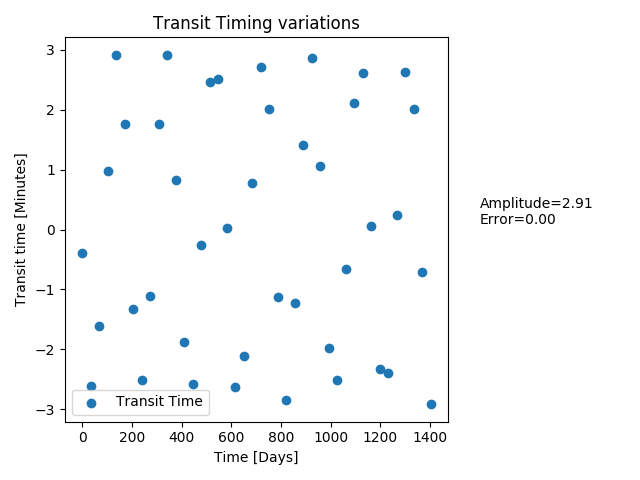 Transit Timing variations
3
2
1
0
−1
−2
−3
Transit time [Minutes]
Transit Time
0
200
400
600
800
1000
1200
1400
Time [Days]
Amplitude=2.91
Error=0.00